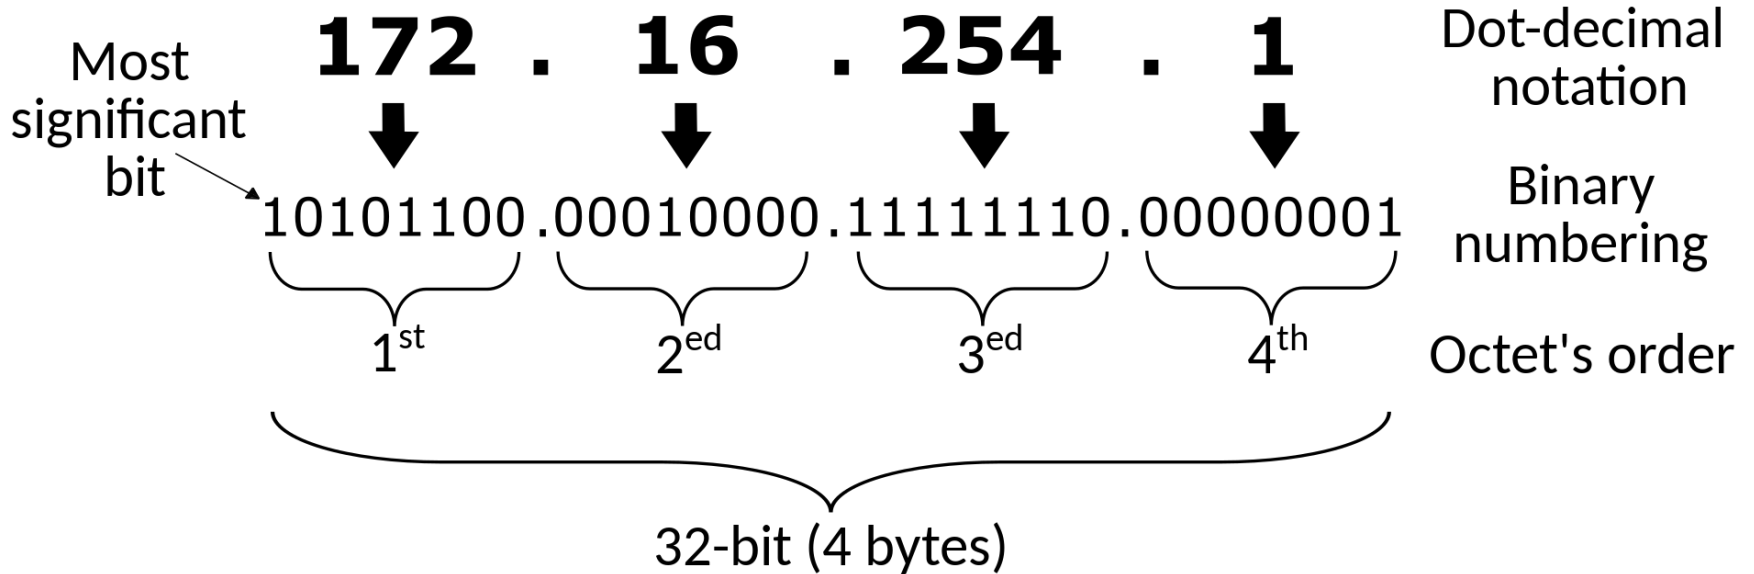 172 . 16 . 254 . 1
Dot-decimal
notation
Most
significant
bit
10101100.00010000.11111110.00000001
Binary
numbering
1st 2ed 3ed 4th
Octet's order
32-bit (4 bytes)